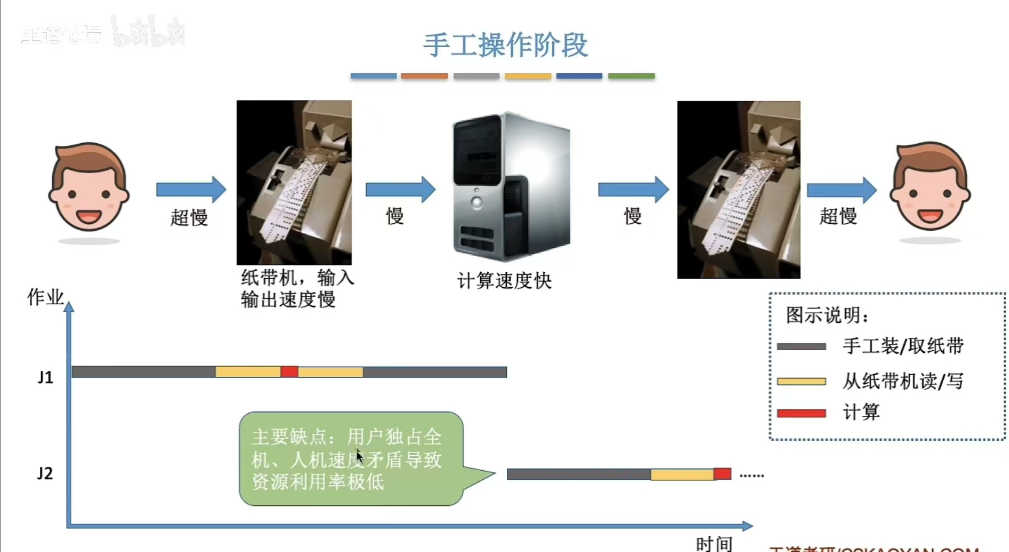 bilibili
手工操作阶段
超慢
慢
慢
超慢
纸带机，输入
输出速度慢
计算速度快
作业
图示说明：
手工装/取纸带
从纸带机读/写
计算
J1
主要缺点：用户独占全
机、人机速度矛盾导致
资源利用率极低
J2
......
时间
王道考研/CSKAOYAN.COM